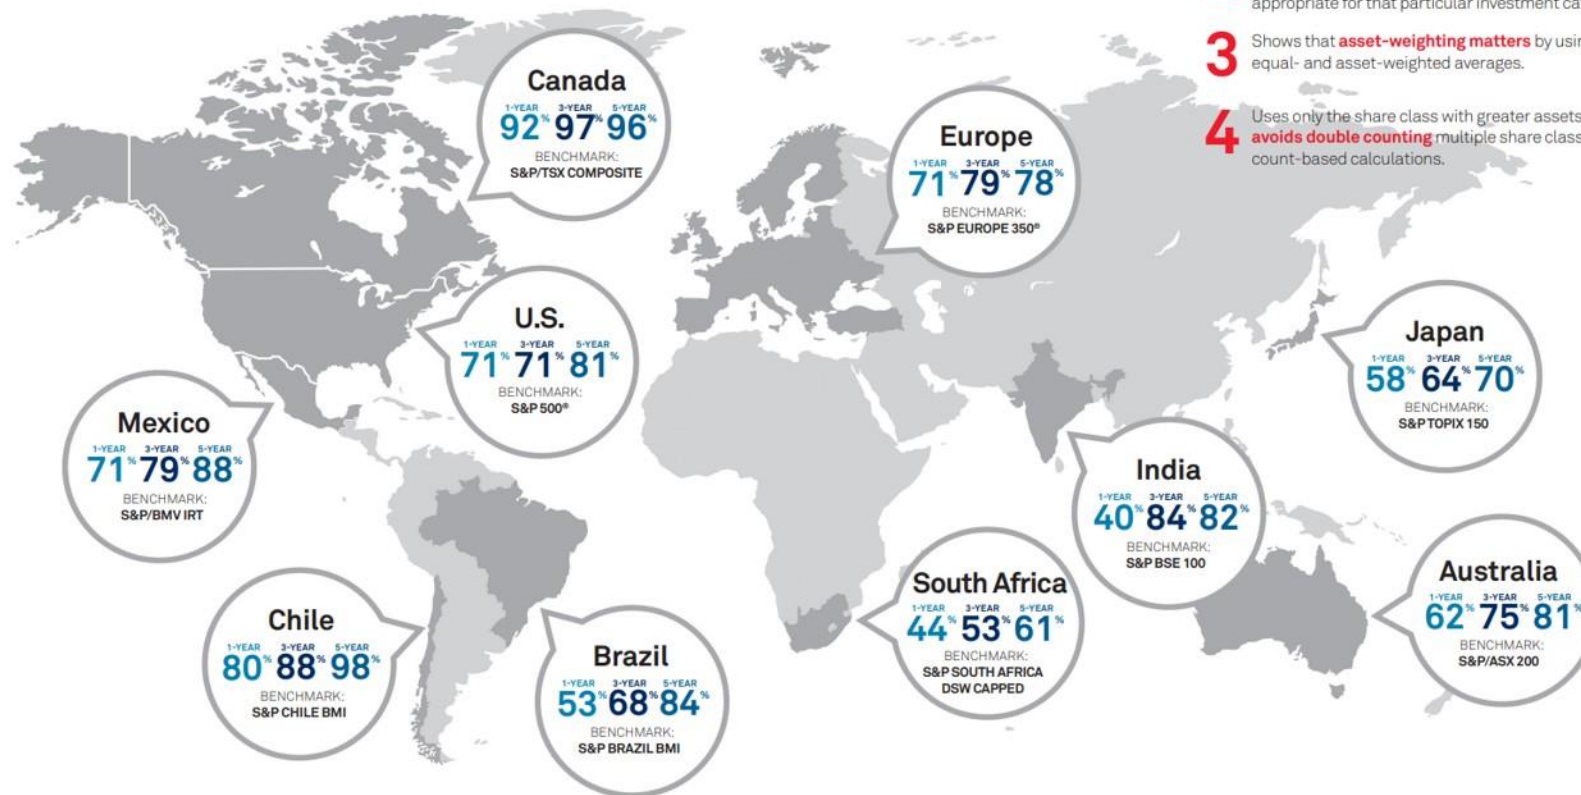 appropriate for that particular investment
3
Shows that asset-weighting matters by
equal- and asset-weighted averages.
4
Uses only the share class with greater assets
avoids double counting multiple share
count-based calculations.
Canada
1-YEAR 3-YEAR 5-YEAR
92% 97% 96%
BENCHMARK:
S&P/TSX COMPOSITE
Europe
1-YEAR 3-YEAR 5-YEAR
71% 79% 78%
BENCHMARK:
S&P EUROPE 350®
U.S.
1-YEAR 3-YEAR 5-YEAR
71% 71% 81%
BENCHMARK:
S&P 500®
Japan
1-YEAR 3-YEAR 5-YEAR
58% 64% 70%
BENCHMARK:
S&P TOPIX 150
Mexico
1-YEAR 3-YEAR 5-YEAR
71% 79% 88%
BENCHMARK:
S&P/BMV IRT
India
1-YEAR 3-YEAR 5-YEAR
40% 84% 82%
BENCHMARK:
S&P BSE 100
Chile
1-YEAR 3-YEAR 5-YEAR
80% 88% 98%
BENCHMARK:
S&P CHILE BMI
Brazil
1-YEAR 3-YEAR 5-YEAR
53% 68% 84%
BENCHMARK:
S&P BRAZIL BMI
South Africa
1-YEAR 3-YEAR 5-YEAR
44% 53% 61%
BENCHMARK:
S&P SOUTH AFRICA
DSW CAPPED
Australia
1-YEAR 3-YEAR 5-YEAR
62% 75% 81%
BENCHMARK:
S&P/ASX 200